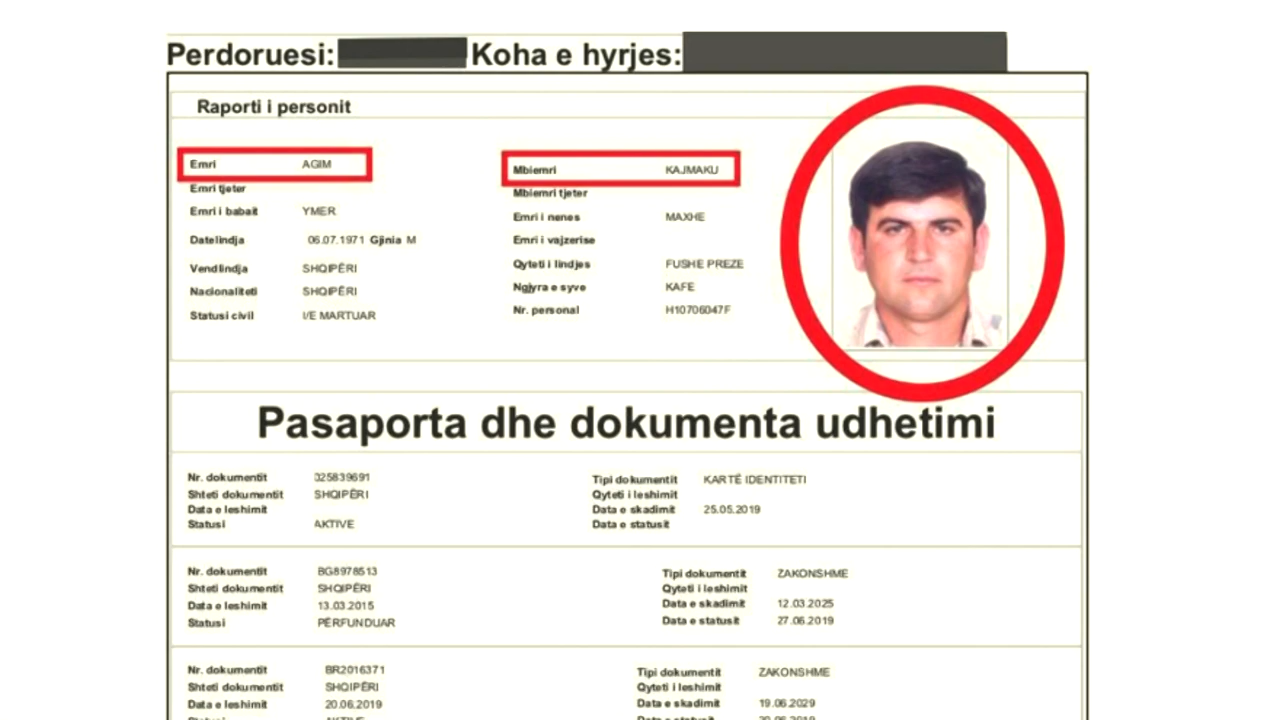 Perdoruesi: Koha e hyrjes:
Raporti i personit
Emri AGIM Mbiemri KAJMAKU
Emri tjeter Mbiemri tjeter
Emri i babait YMER Emri i nenes MAXHE
Datelindja 06.07.1971 Gjinia M Emri i vajzerise
Vendlindja SHQIPËRI Qyteti i lindjes FUSHE PREZE
Nacionaliteti SHQIPËRI Ngjyra e syve KAFE
Statusi civil I/E MARTUAR Nr. personal H10706047F
Pasaporta dhe dokumenta udhetimi
Nr. dokumentit 025839691 Tipi dokumentit KARTË IDENTITETI
Shteti dokumentit SHQIPËRI Qyteti i leshimit
Data e leshimit Data e skadimit 25.05.2019
Statusi AKTIVE Data e statusit
Nr. dokumentit BG8978513 Tipi dokumentit ZAKONSHME
Shteti dokumentit SHQIPËRI Qyteti i leshimit
Data e leshimit 13.03.2015 Data e skadimit 12.03.2025
Statusi PËRFUNDUAR Data e statusit 27.06.2019
Nr. dokumentit BR2016371 Tipi dokumentit ZAKONSHME
Shteti dokumentit SHQIPËRI Qyteti i leshimit
Data e leshimit 20.06.2019 Data e skadimit 19.06.2029